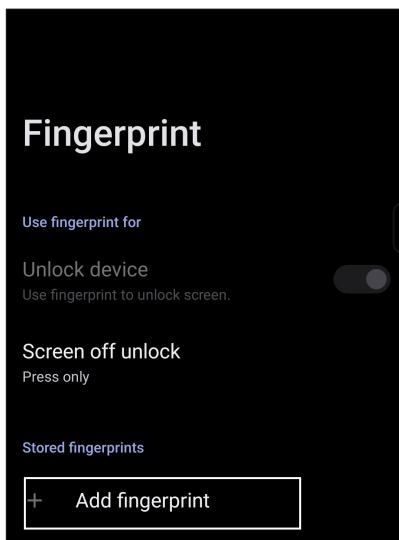 Fingerprint
Use fingerprint for
Unlock device
Use fingerprint to unlock screen.
Screen off unlock
Press only
Stored fingerprints
+ Add fingerprint